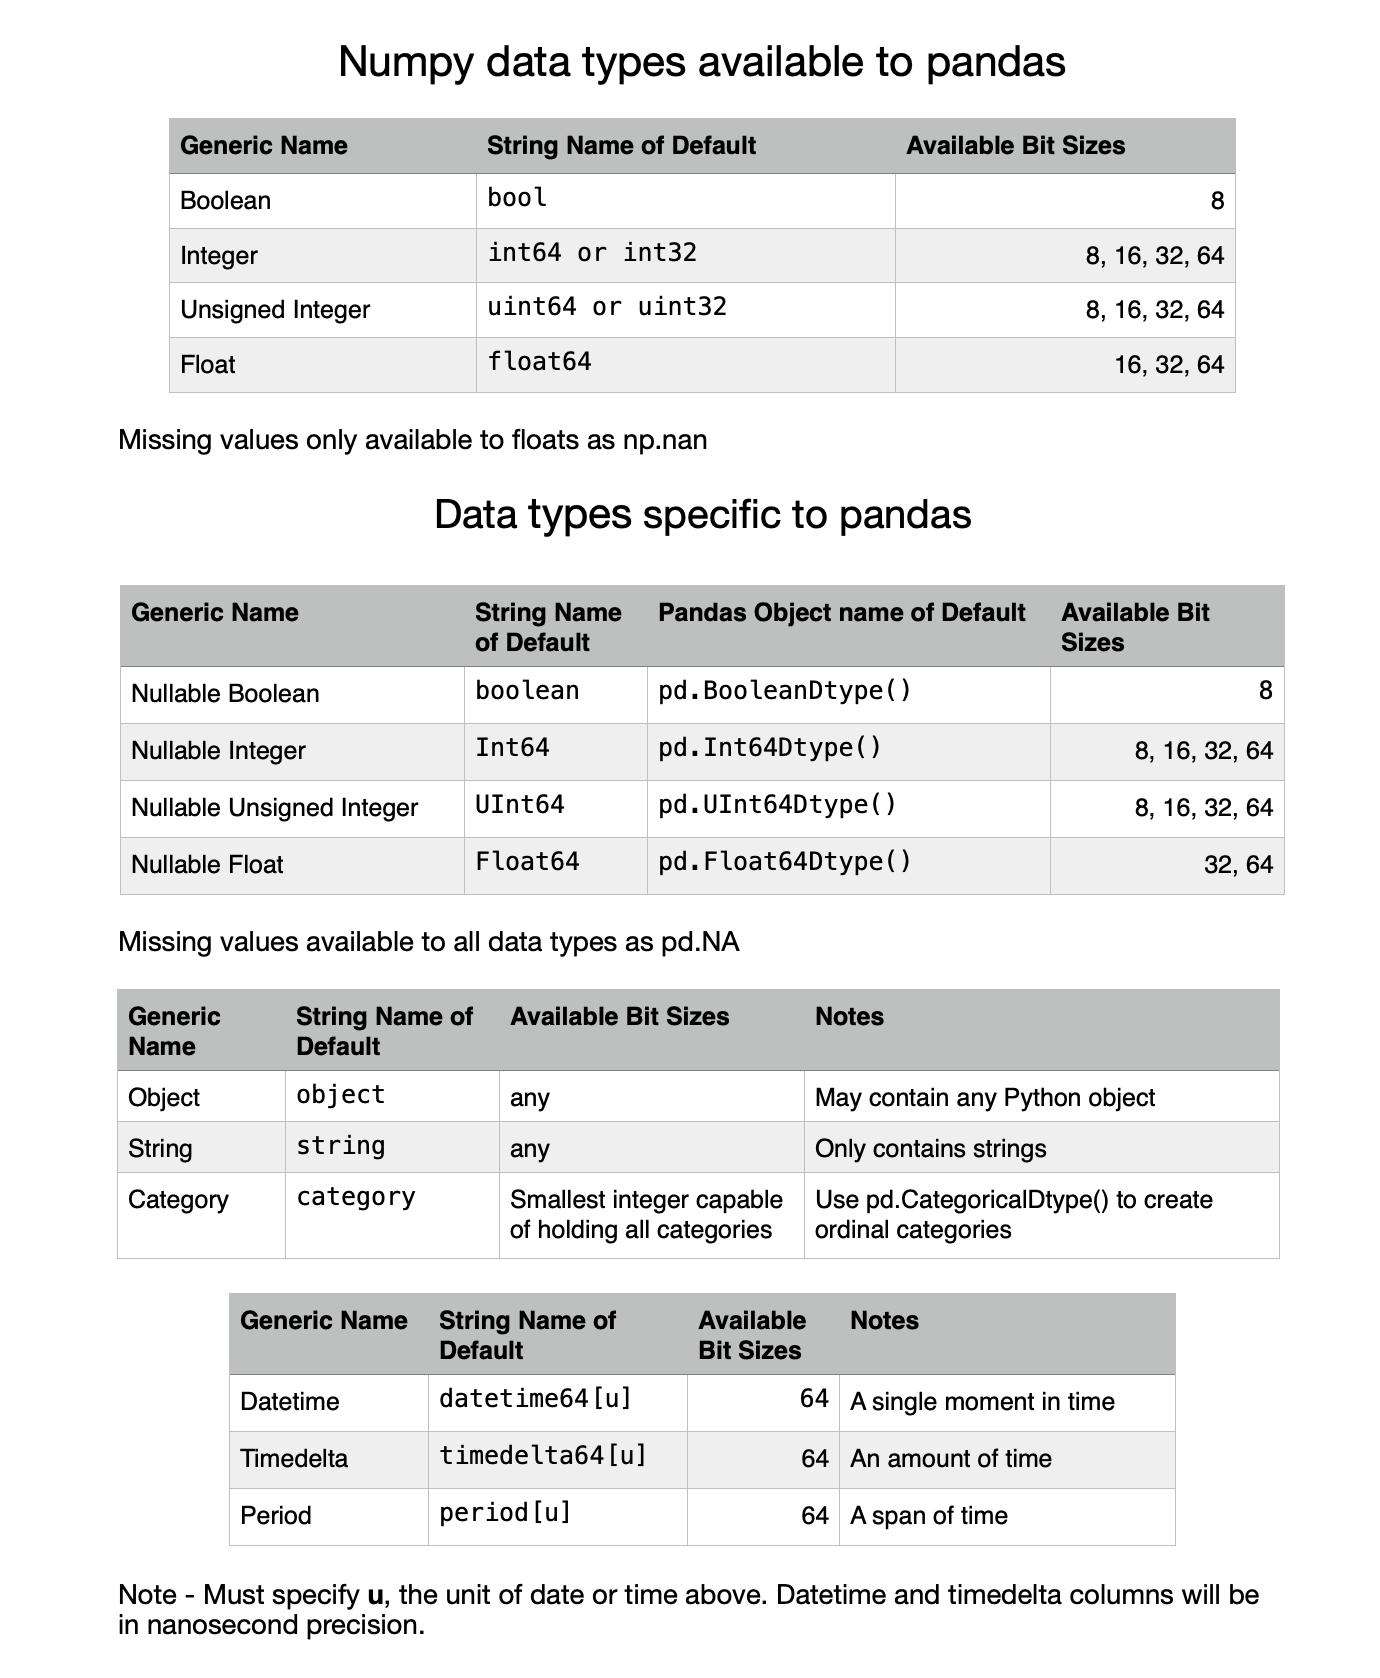 Numpy data types available to pandas
Generic Name String Name of Default Available Bit Sizes
Boolean bool 8
Integer int64 or int32 8, 16, 32, 64
Unsigned Integer uint64 or uint32 8, 16, 32, 64
Float float64 16, 32, 64
Missing values only available to floats as np.nan
Data types specific to pandas
Generic Name String Name of Default Pandas Object name of Default Available Bit Sizes
Nullable Boolean boolean pd.BooleanDtype() 8
Nullable Integer Int64 pd.Int64Dtype() 8, 16, 32, 64
Nullable Unsigned Integer UInt64 pd.UInt64Dtype() 8, 16, 32, 64
Nullable Float Float64 pd.Float64Dtype() 32, 64
Missing values available to all data types as pd.NA
Generic Name String Name of Default Available Bit Sizes Notes
Object object any May contain any Python object
String string any Only contains strings
Category category Smallest integer capable of holding all categories Use pd.CategoricalDtype() to create ordinal categories
Generic Name String Name of Default Available Bit Sizes Notes
Datetime datetime64[u] 64 A single moment in time
Timedelta timedelta64[u] 64 An amount of time
Period period[u] 64 A span of time
Note - Must specify u, the unit of date or time above. Datetime and timedelta columns will be
in nanosecond precision.